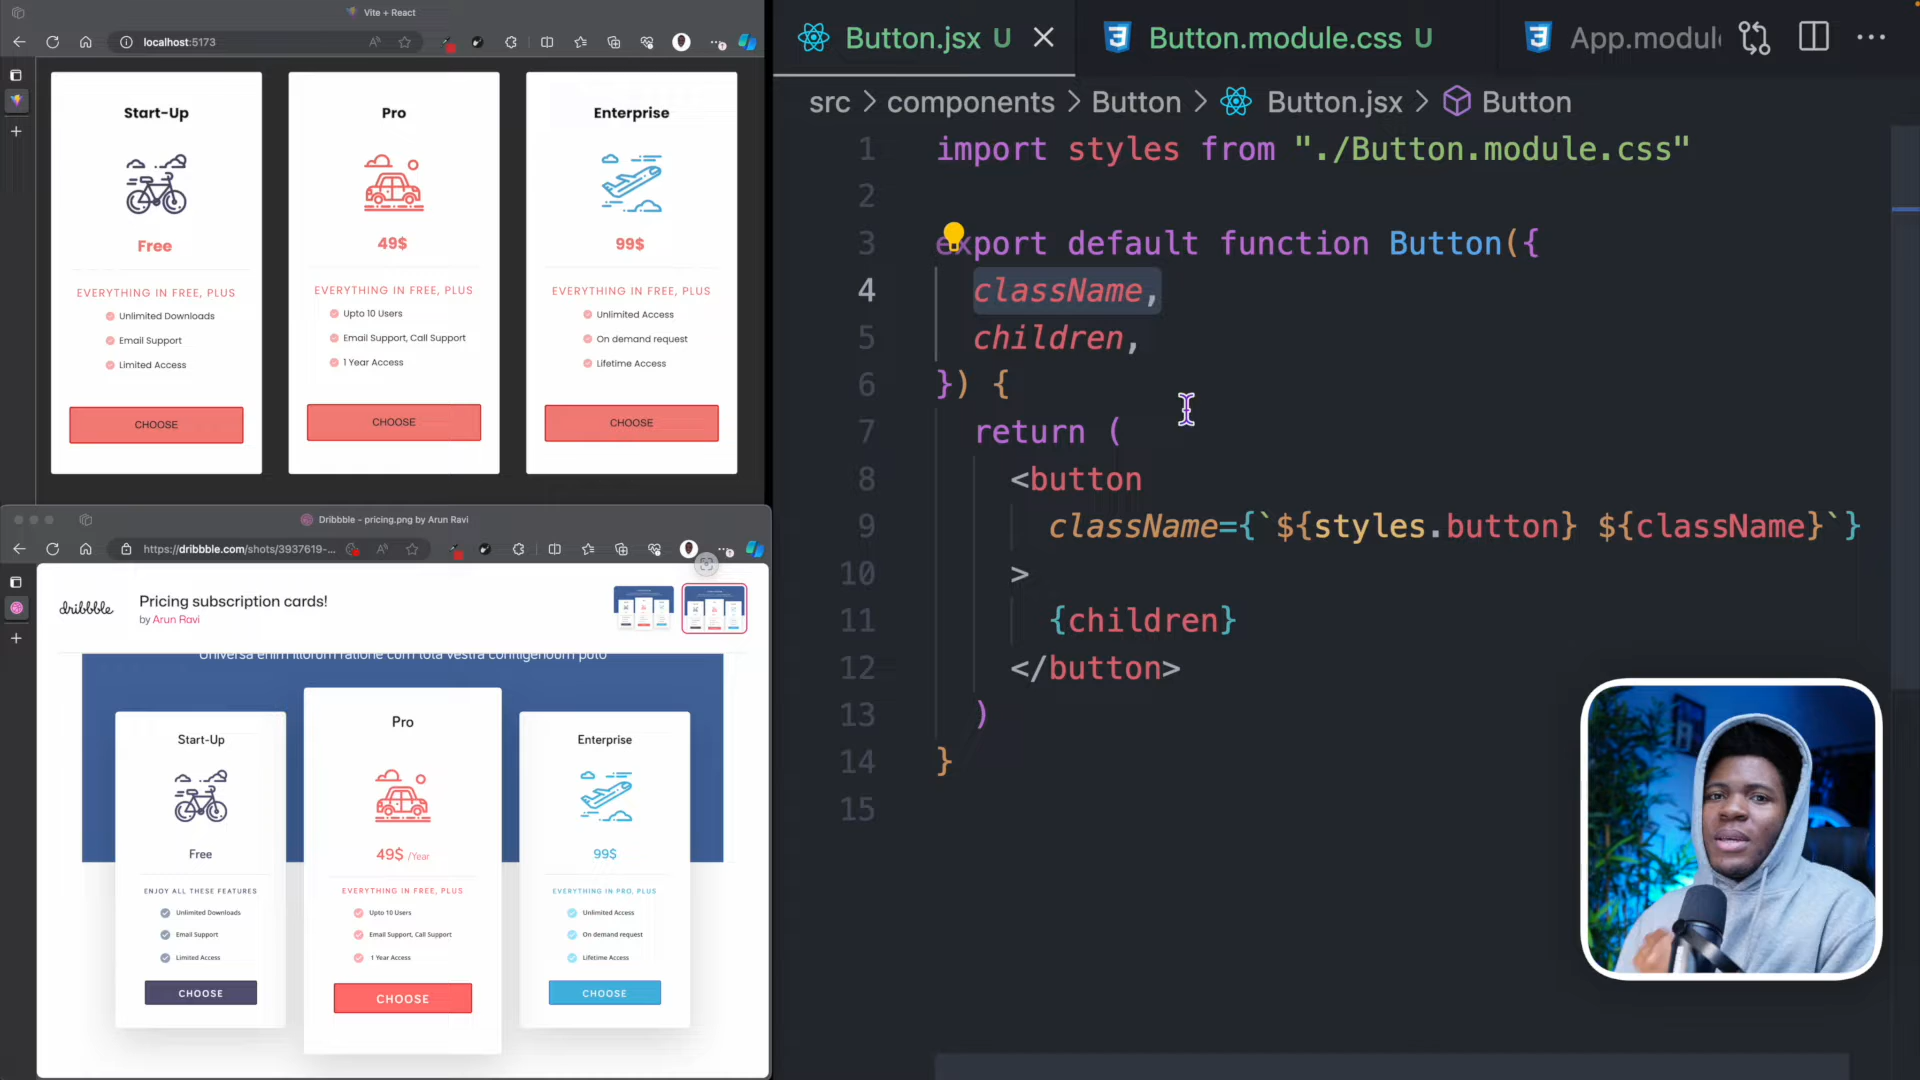 Vite + React
localhost:5173
Start-Up
Free
EVERYTHING IN FREE, PLUS
Unlimited Downloads
Email Support
Limited Access
CHOOSE
Pro
49$
EVERYTHING IN FREE, PLUS
Upto 10 Users
Email Support, Call Support
1 Year Access
CHOOSE
Enterprise
99$
EVERYTHING IN FREE, PLUS
Unlimited Access
On demand request
Lifetime Access
CHOOSE
Dribbble - pricing.png by Arun Ravi
https://dribbble.com/shots/3937619-...
dribbble
Pricing subscription cards!
by Arun Ravi
Start-Up
Free
ENJOY ALL THESE FEATURES
Unlimited Downloads
Email Support
Limited Access
CHOOSE
Pro
49$ /Year
EVERYTHING IN FREE, PLUS
Upto 10 Users
Email Support, Call Support
1 Year Access
CHOOSE
Enterprise
99$
EVERYTHING IN PRO, PLUS
Unlimited Access
On demand request
Lifetime Access
CHOOSE
Button.jsx U
Button.module.css U
App.modul
src > components > Button > Button.jsx > Button
1 import styles from "./Button.module.css"
2
3 export default function Button({
4 className,
5 children,
6 }) {
7 return (
8 <button
9 className={`${styles.button} ${className}`}
10 >
11 {children}
12 </button>
13 )
14 }
15